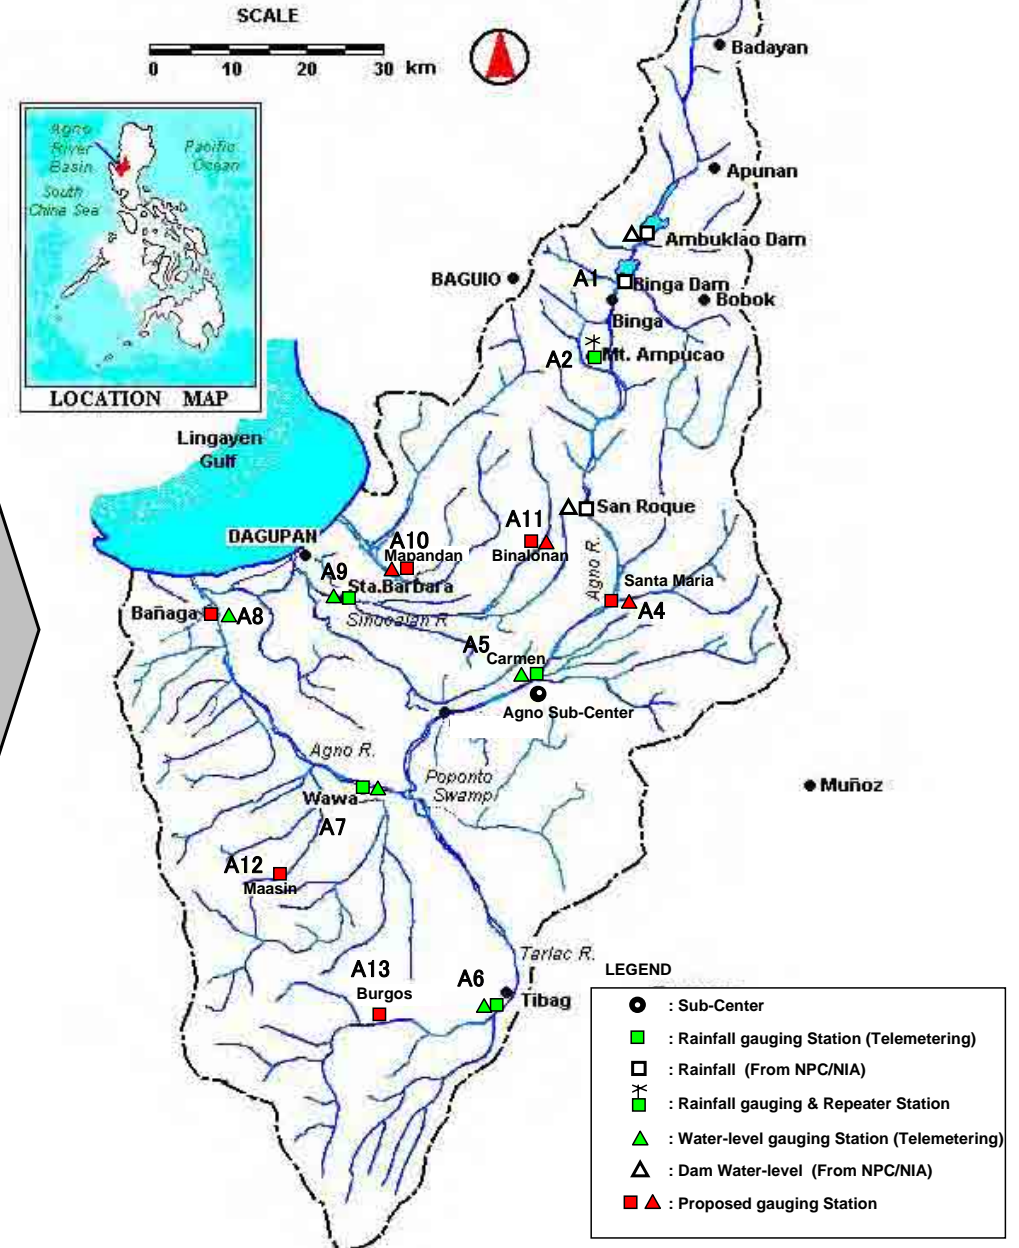 SCALE
0 10 20 30 km
Badayan
Agno
River
Basin
Pacific
Ocean
South
China Sea
LOCATION MAP
Apunan
Ambuklao Dam
BAGUIO
A1
Binga Dam
Bobok
Binga
A2
Mt. Ampucao
Lingayen
Gulf
San Roque
A11
Binalonan
DAGUPAN
A10
Mapandan
A9
Sta.Barbara
Agno R.
Santa Maria
A4
Bañaga
A8
Sinocalan R
A5
Carmen
Agno Sub-Center
Agno R.
Poponto
Swamp
Muñoz
Wawa
A7
A12
Maasin
Tarlac R.
A13
Burgos
A6
Tibag
LEGEND
: Sub-Center
: Rainfall gauging Station (Telemetering)
: Rainfall (From NPC/NIA)
: Rainfall gauging & Repeater Station
: Water-level gauging Station (Telemetering)
: Dam Water-level (From NPC/NIA)
: Proposed gauging Station